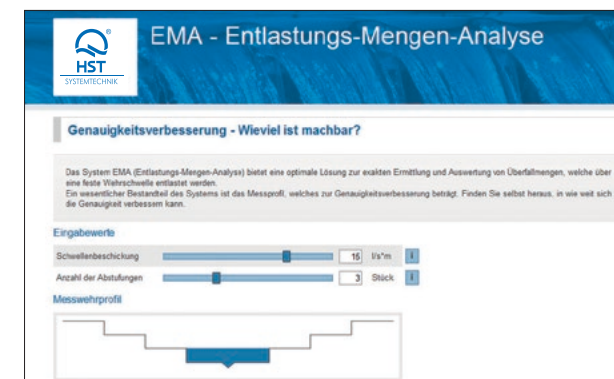 HST
SYSTEMTECHNIK
EMA - Entlastungs-Mengen-Analyse
Genauigkeitsverbesserung - Wieviel ist machbar?
Das System EMA (Entlastungs-Mengen-Analyse) bietet eine optimale Lösung zur exakten Ermittlung und Auswertung von Überfallmengen, welche über
eine feste Wehrschwelle entlastet werden.
Ein wesentlicher Bestandteil des Systems ist das Messprofil, welches zur Genauigkeitsverbesserung beträgt. Finden Sie selbst heraus, in wie weit sich
die Genauigkeit verbessern kann.
Eingabewerte
Schwellenbeschickung 15 l/s*m i
Anzahl der Abstufungen 3 Stück i
Messwehrprofil